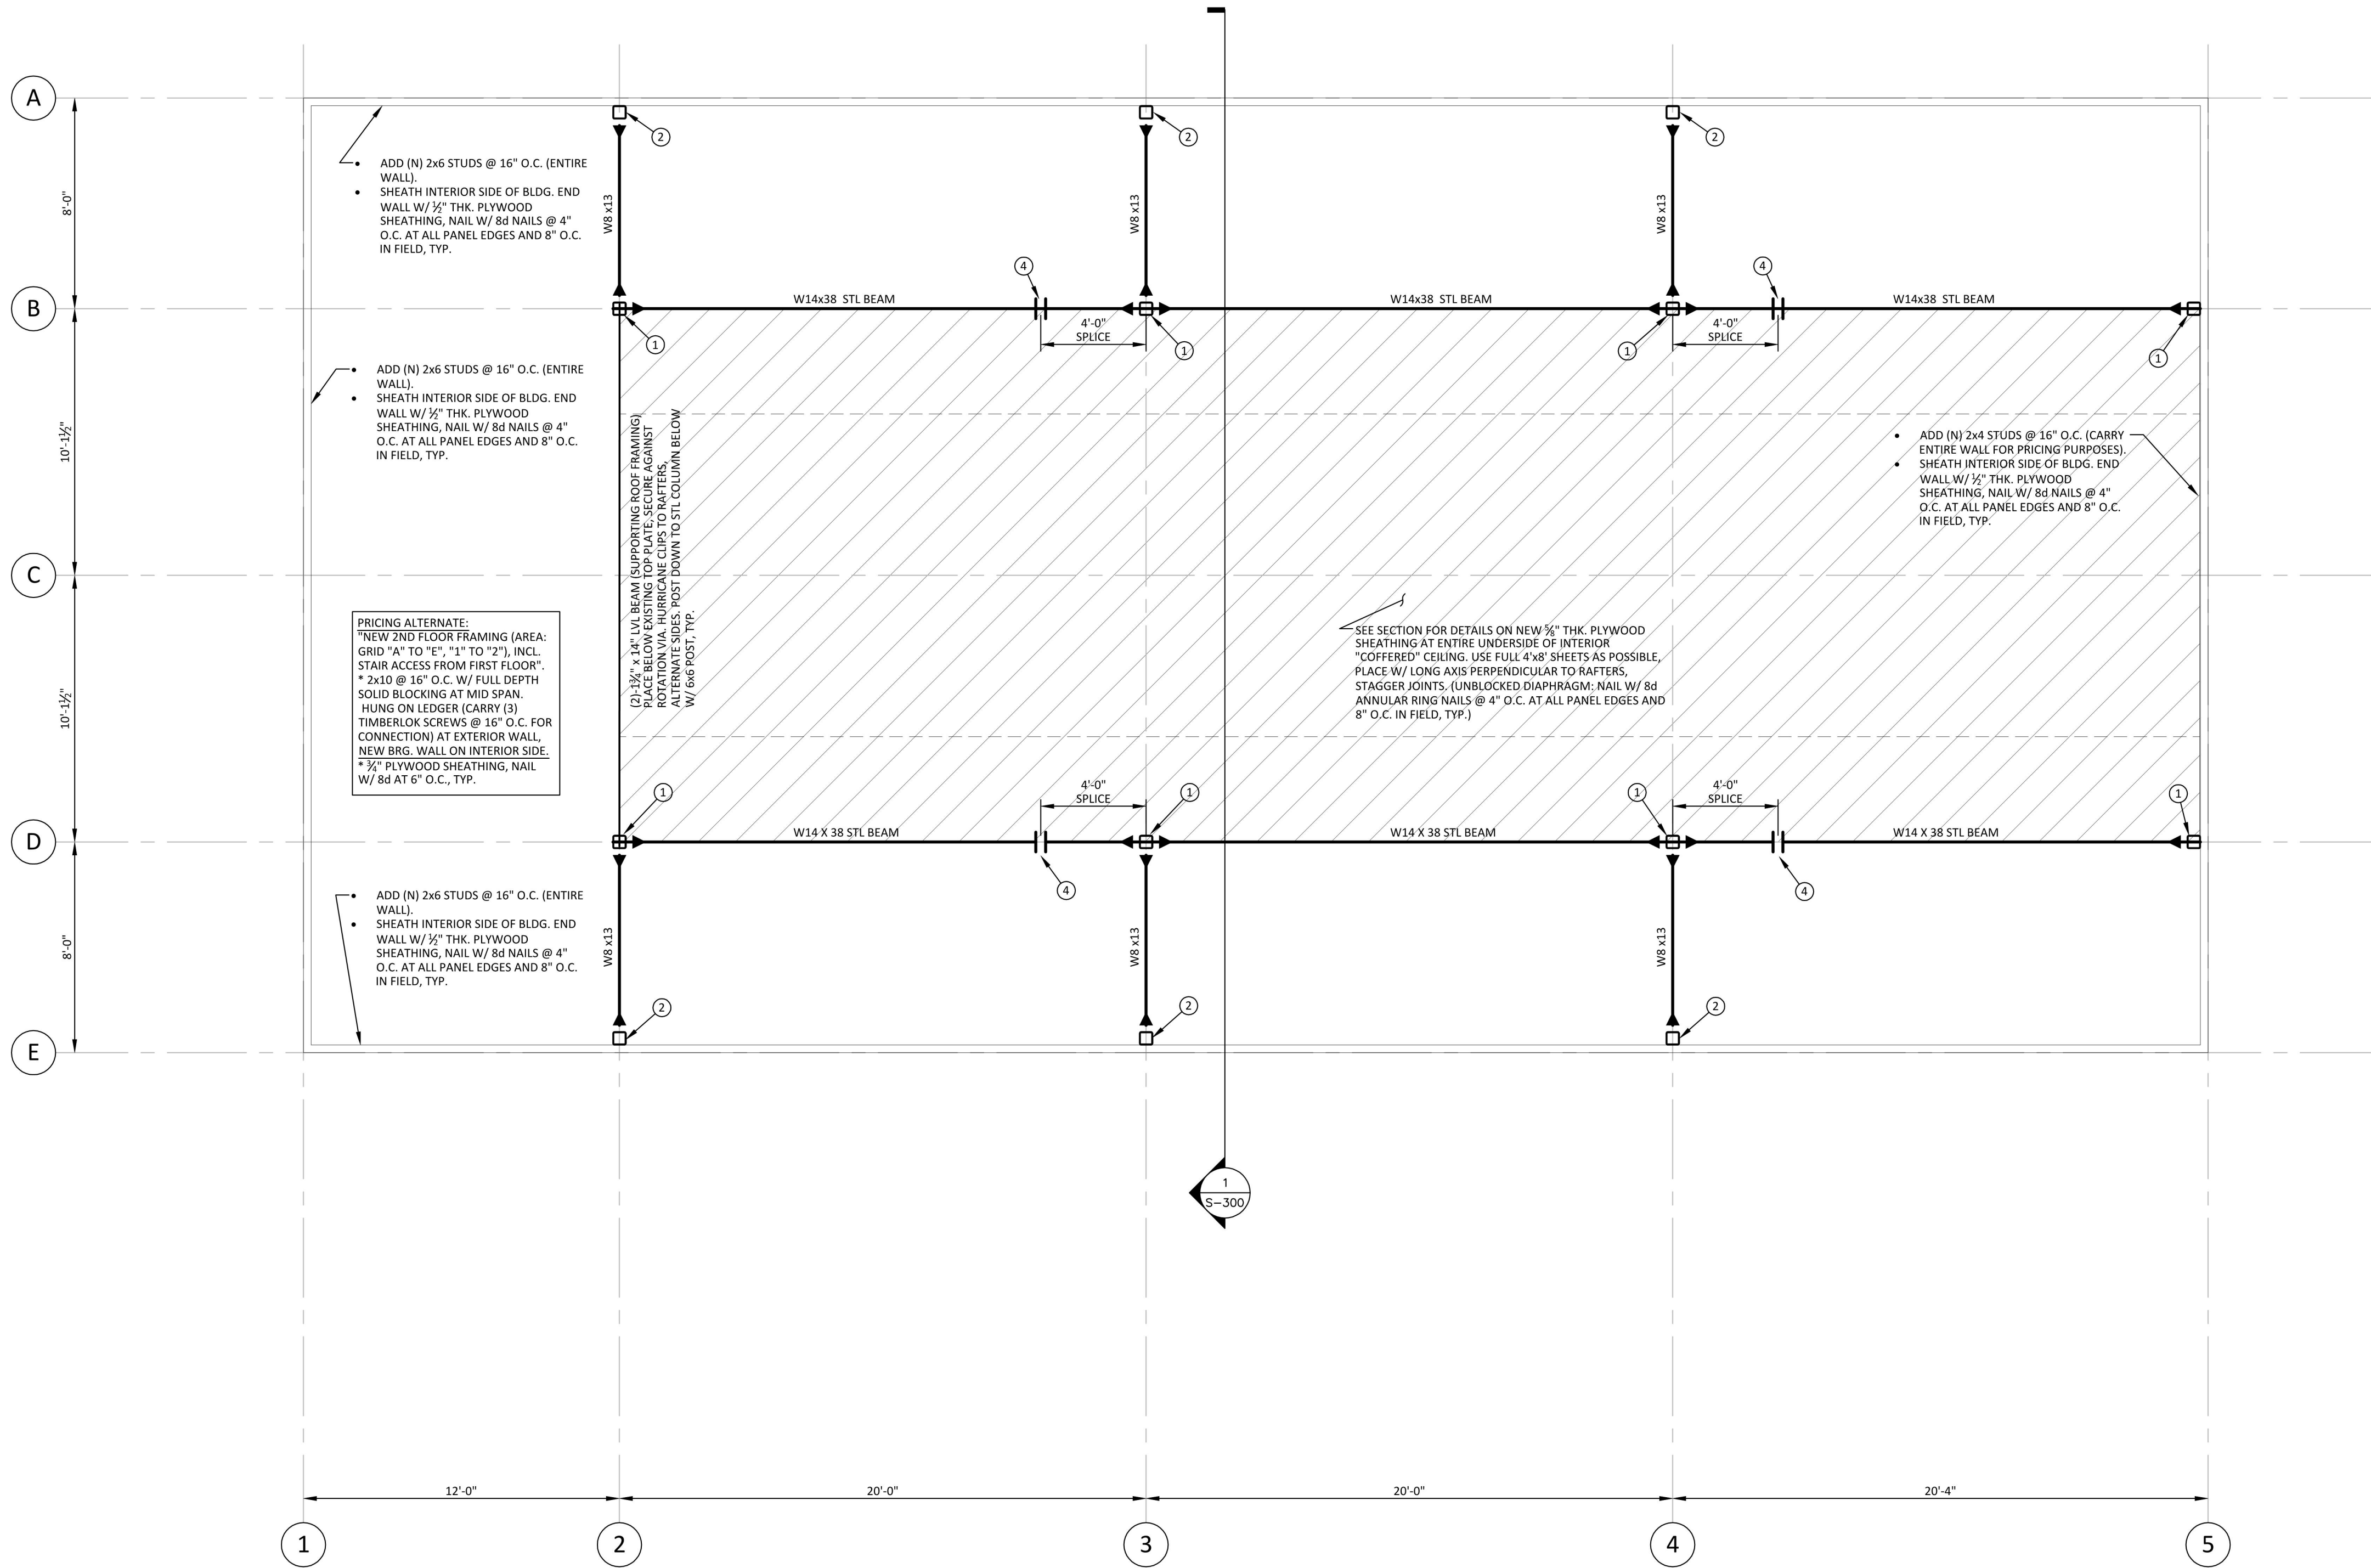 A
8'-0"
B
10'-1½"
C
10'-1½"
D
8'-0"
E
• ADD (N) 2x6 STUDS @ 16" O.C. (ENTIRE
WALL).
• SHEATH INTERIOR SIDE OF BLDG. END
WALL W/ ½" THK. PLYWOOD
SHEATHING, NAIL W/ 8d NAILS @ 4"
O.C. AT ALL PANEL EDGES AND 8" O.C.
IN FIELD, TYP.
2
2
2
W8 x13
W8 x13
W8 x13
4
4
W14x38 STL BEAM
W14x38 STL BEAM
W14x38 STL BEAM
4'-0"
SPLICE
4'-0"
SPLICE
1
1
1
1
• ADD (N) 2x6 STUDS @ 16" O.C. (ENTIRE
WALL).
• SHEATH INTERIOR SIDE OF BLDG. END
WALL W/ ½" THK. PLYWOOD
SHEATHING, NAIL W/ 8d NAILS @ 4"
O.C. AT ALL PANEL EDGES AND 8" O.C.
IN FIELD, TYP.
(2)-1¾" x 14" LVL BEAM (SUPPORTING ROOF FRAMING)
PLACE BELOW EXISTING TOP PLATE, SECURE AGAINST
ROTATION VIA. HURRICANE CLIPS TO RAFTERS,
ALTERNATE SIDES. POST DOWN TO STL COLUMN BELOW
W/ 6x6 POST, TYP.
• ADD (N) 2x4 STUDS @ 16" O.C. (CARRY
ENTIRE WALL FOR PRICING PURPOSES).
• SHEATH INTERIOR SIDE OF BLDG. END
WALL W/ ½" THK. PLYWOOD
SHEATHING, NAIL W/ 8d NAILS @ 4"
O.C. AT ALL PANEL EDGES AND 8" O.C.
IN FIELD, TYP.
PRICING ALTERNATE:
"NEW 2ND FLOOR FRAMING (AREA:
GRID "A" TO "E", "1" TO "2"), INCL.
STAIR ACCESS FROM FIRST FLOOR".
* 2x10 @ 16" O.C. W/ FULL DEPTH
SOLID BLOCKING AT MID SPAN.
HUNG ON LEDGER (CARRY (3)
TIMBERLOK SCREWS @ 16" O.C. FOR
CONNECTION) AT EXTERIOR WALL,
NEW BRG. WALL ON INTERIOR SIDE.
* ¾" PLYWOOD SHEATHING, NAIL
W/ 8d AT 6" O.C., TYP.
SEE SECTION FOR DETAILS ON NEW ⅝" THK. PLYWOOD
SHEATHING AT ENTIRE UNDERSIDE OF INTERIOR
"COFFERED" CEILING. USE FULL 4'x8' SHEETS AS POSSIBLE,
PLACE W/ LONG AXIS PERPENDICULAR TO RAFTERS,
STAGGER JOINTS. (UNBLOCKED DIAPHRAGM: NAIL W/ 8d
ANNULAR RING NAILS @ 4" O.C. AT ALL PANEL EDGES AND
8" O.C. IN FIELD, TYP.)
1
1
1
1
4'-0"
SPLICE
4'-0"
SPLICE
W14 X 38 STL BEAM
W14 X 38 STL BEAM
W14 X 38 STL BEAM
4
4
• ADD (N) 2x6 STUDS @ 16" O.C. (ENTIRE
WALL).
• SHEATH INTERIOR SIDE OF BLDG. END
WALL W/ ½" THK. PLYWOOD
SHEATHING, NAIL W/ 8d NAILS @ 4"
O.C. AT ALL PANEL EDGES AND 8" O.C.
IN FIELD, TYP.
W8 x13
W8 x13
W8 x13
2
2
2
1
S-300
12'-0"
20'-0"
20'-0"
20'-4"
1
2
3
4
5